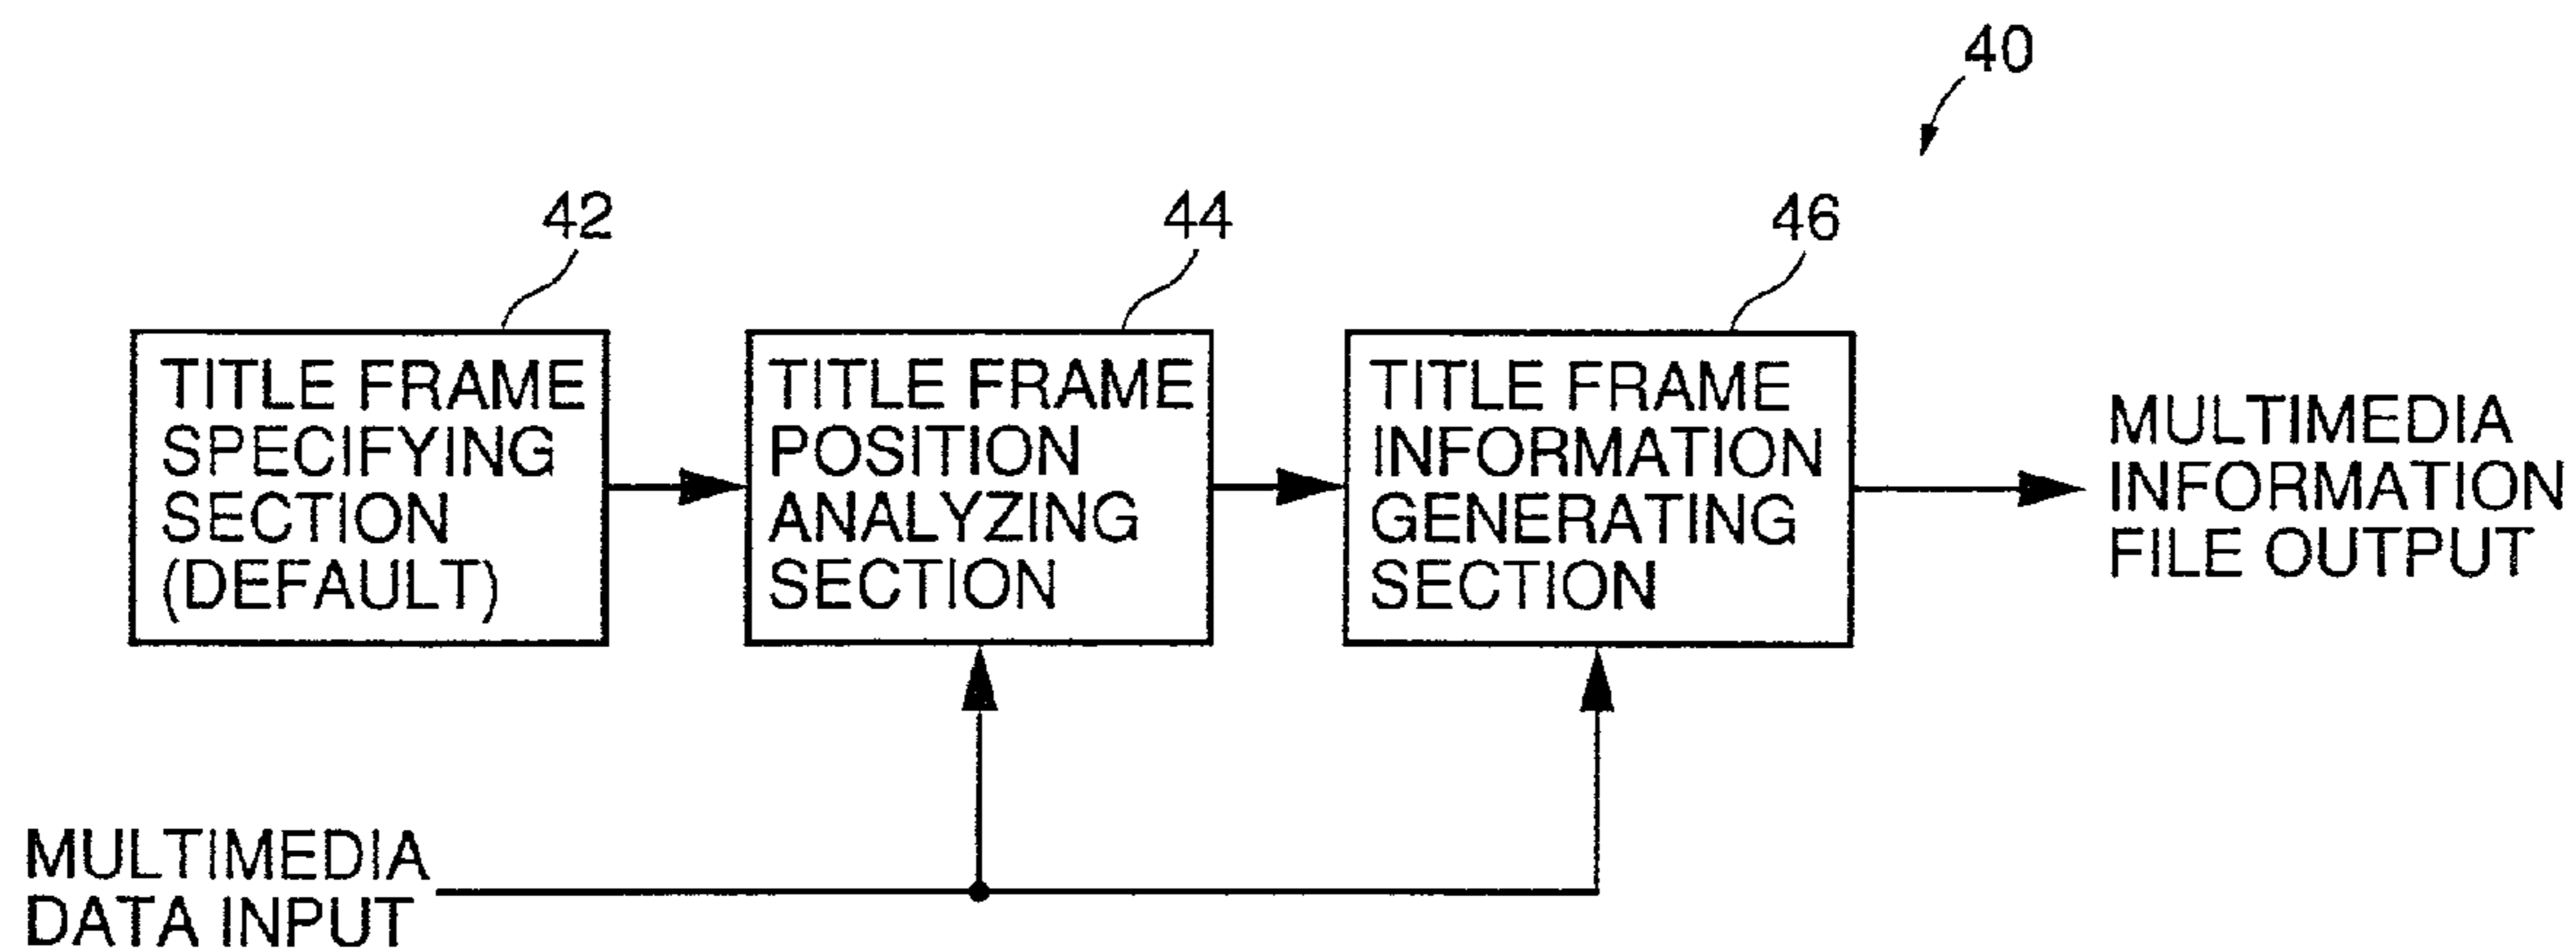 40
42
44
46
TITLE FRAME
SPECIFYING
SECTION
(DEFAULT)
TITLE FRAME
POSITION
ANALYZING
SECTION
TITLE FRAME
INFORMATION
GENERATING
SECTION
MULTIMEDIA
INFORMATION
FILE OUTPUT
MULTIMEDIA
DATA INPUT